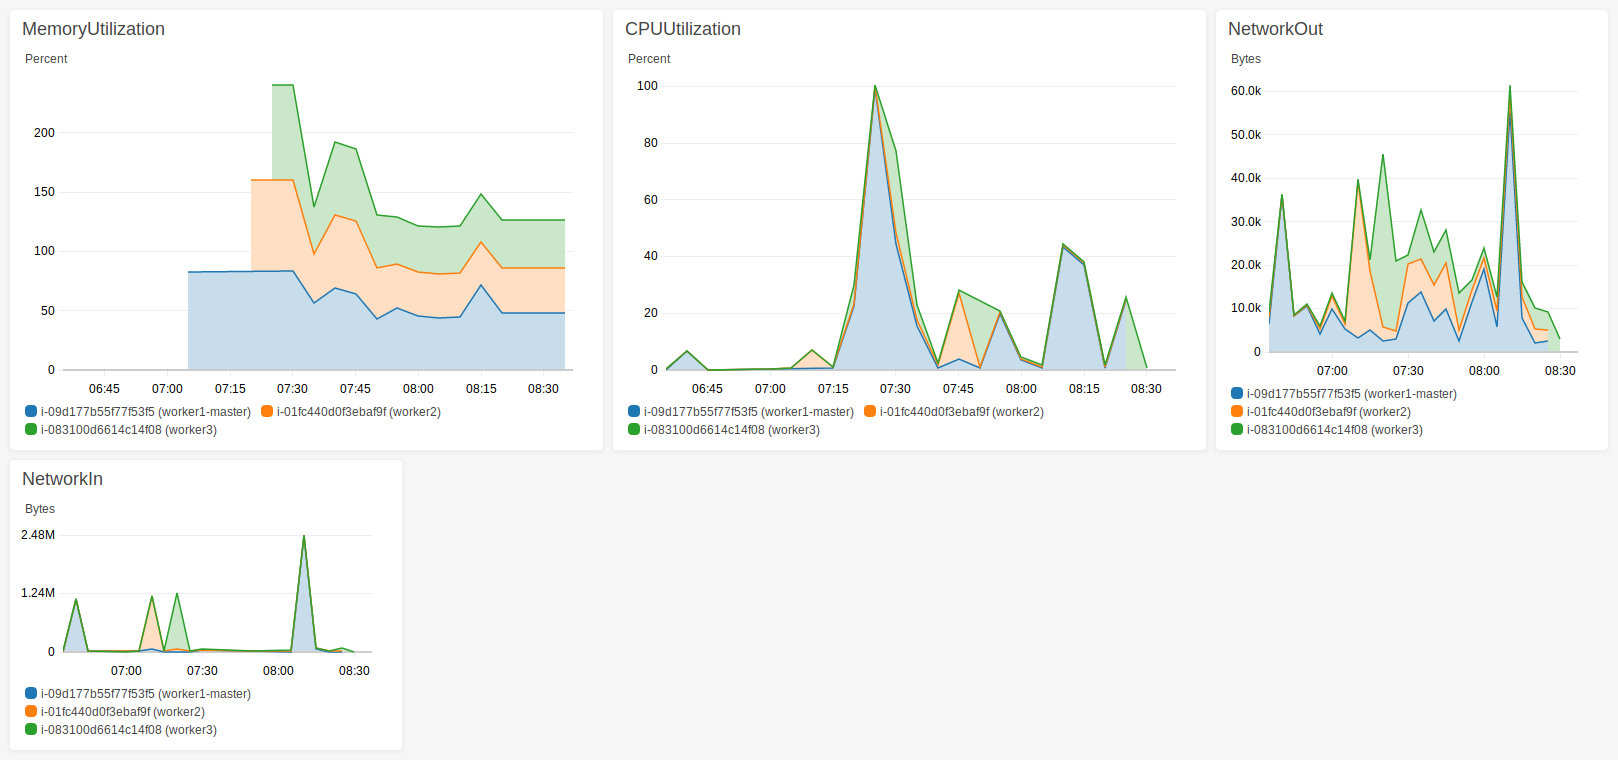 MemoryUtilization
Percent
200
150
100
50
0
06:45 07:00 07:15 07:30 07:45 08:00 08:15 08:30
i-09d177b55f77f53f5 (worker1-master) i-01fc440d0f3ebaf9f (worker2)
i-083100d6614c14f08 (worker3)
CPUUtilization
Percent
100
80
60
40
20
0
06:45 07:00 07:15 07:30 07:45 08:00 08:15 08:30
i-09d177b55f77f53f5 (worker1-master) i-01fc440d0f3ebaf9f (worker2)
i-083100d6614c14f08 (worker3)
NetworkOut
Bytes
60.0k
50.0k
40.0k
30.0k
20.0k
10.0k
0
07:00 07:30 08:00 08:30
i-09d177b55f77f53f5 (worker1-master)
i-01fc440d0f3ebaf9f (worker2)
i-083100d6614c14f08 (worker3)
NetworkIn
Bytes
2.48M
1.24M
0
07:00 07:30 08:00 08:30
i-09d177b55f77f53f5 (worker1-master)
i-01fc440d0f3ebaf9f (worker2)
i-083100d6614c14f08 (worker3)